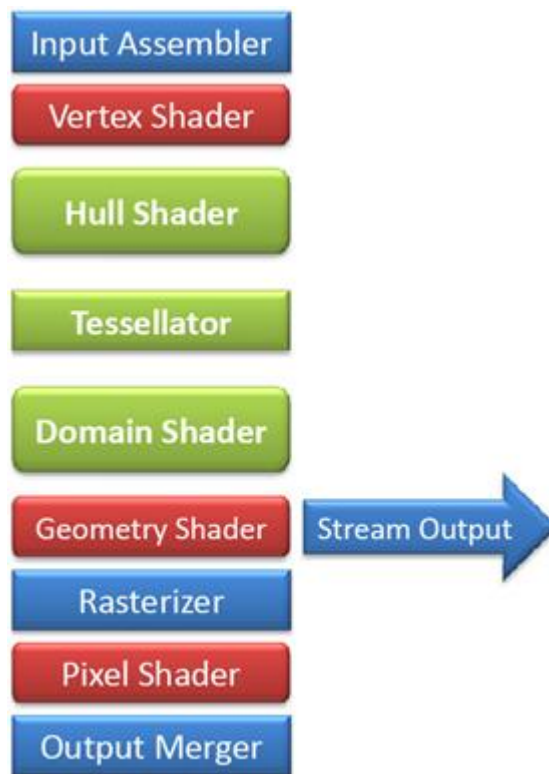 Input Assembler
Vertex Shader
Hull Shader
Tessellator
Domain Shader
Geometry Shader
Stream Output
Rasterizer
Pixel Shader
Output Merger